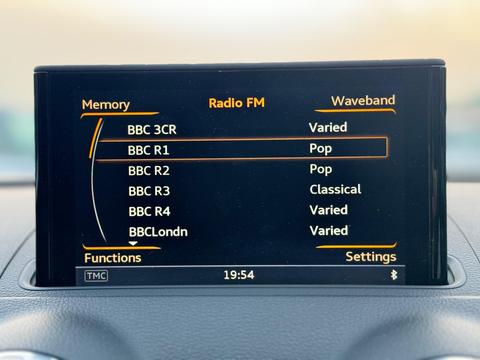 Memory Radio FM Waveband
BBC 3CR Varied
BBC R1 Pop
BBC R2 Pop
BBC R3 Classical
BBC R4 Varied
BBCLondn Varied
Functions Settings
TMC 19:54